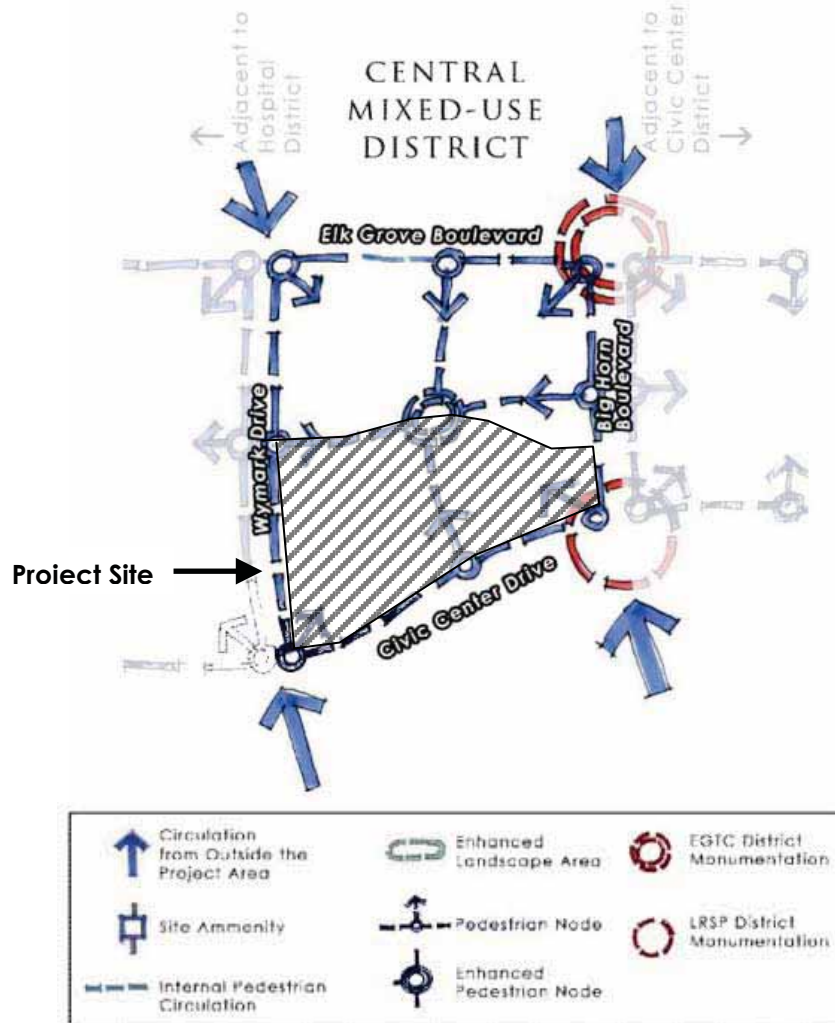 Adjacent to
Hospital
District
CENTRAL
MIXED-USE
DISTRICT
Adjacent to
Civic Center
District
Elk Grove Boulevard
Wymark Drive
Big Horn
Boulevard
Proiect Site
Civic Center Drive
Circulation
from Outside the
Project Area
Site Ammenity
Internal Pedestrian
Circulation
Enhanced
Landscape Area
Pedestrian Node
Enhanced
Pedestrian Node
EGTC District
Monumentation
LRSP District
Monumentation